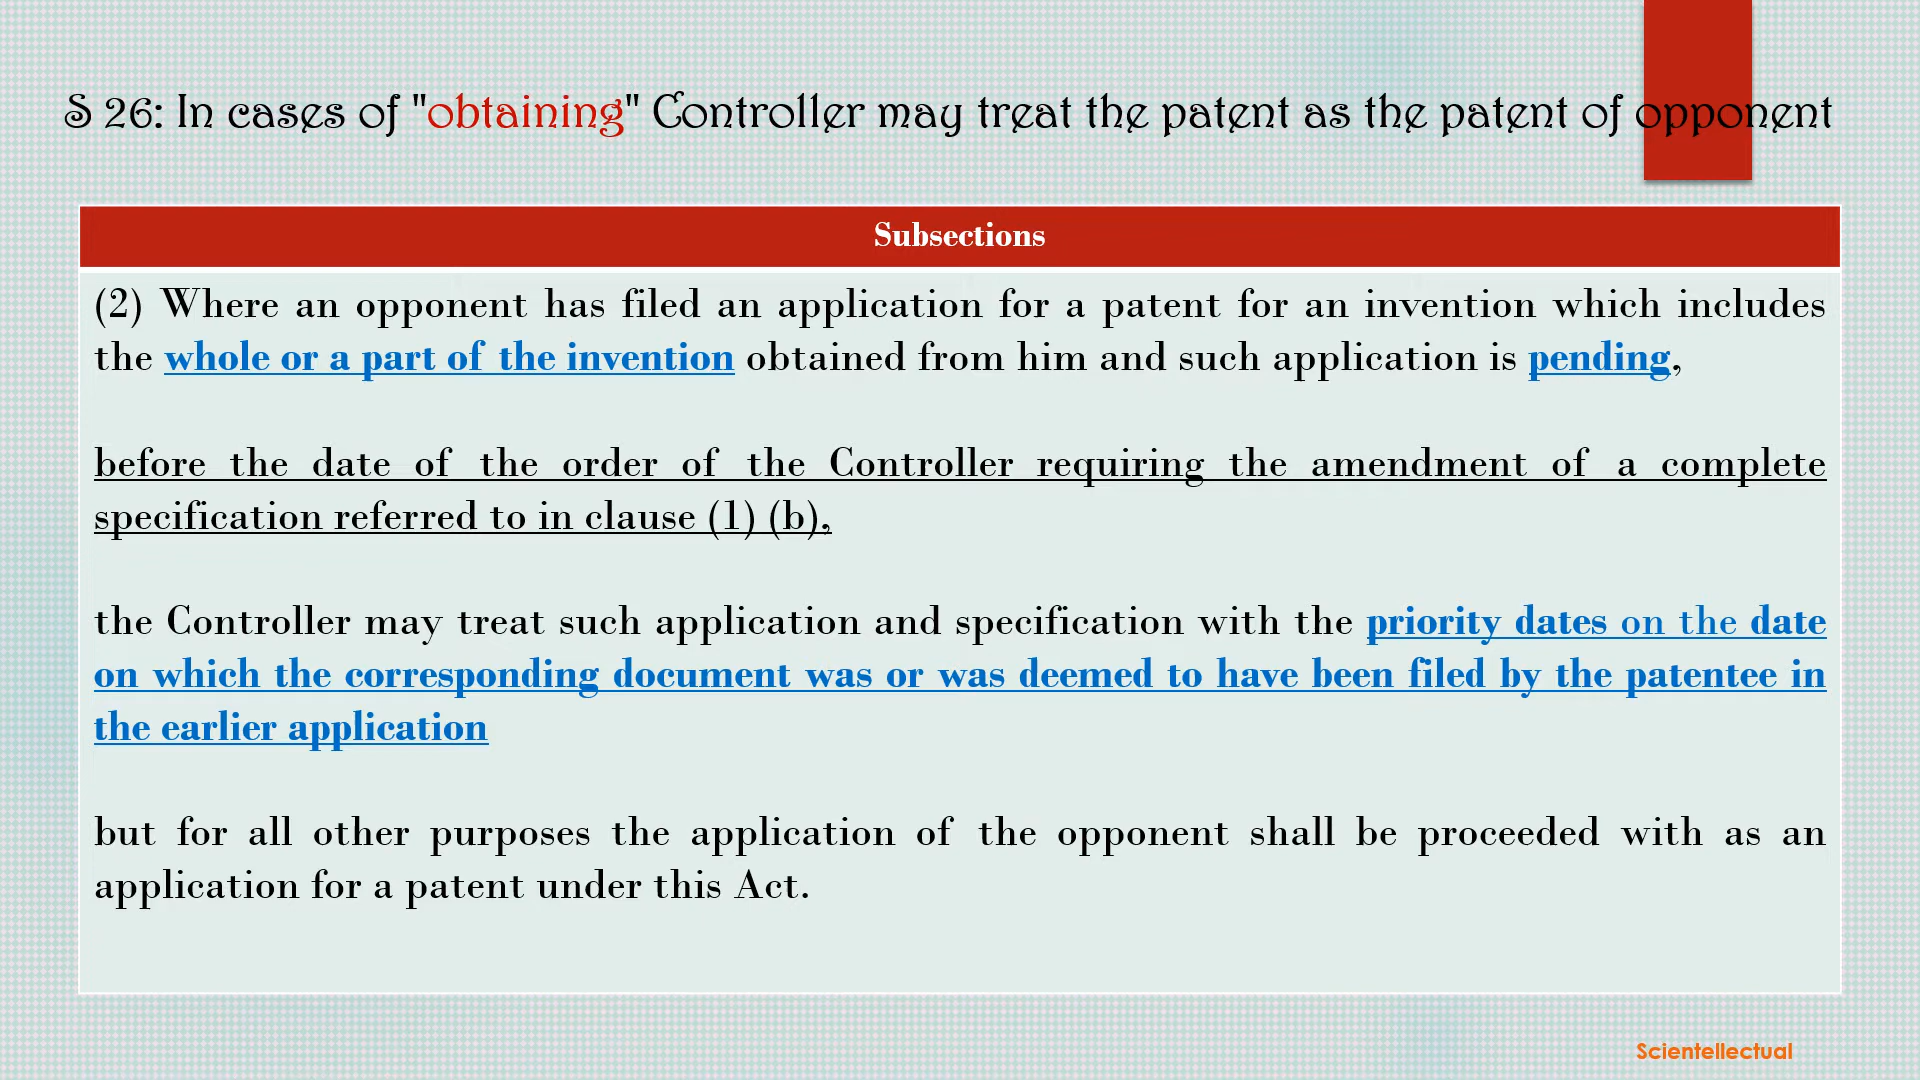 S 26: In cases of "obtaining" Controller may treat the patent as the patent of opponent
Subsections
(2) Where an opponent has filed an application for a patent for an invention which includes
the whole or a part of the invention obtained from him and such application is pending,
before the date of the order of the Controller requiring the amendment of a complete
specification referred to in clause (1) (b),
the Controller may treat such application and specification with the priority dates on the date
on which the corresponding document was or was deemed to have been filed by the patentee in
the earlier application
but for all other purposes the application of the opponent shall be proceeded with as an
application for a patent under this Act.
Scientellectual